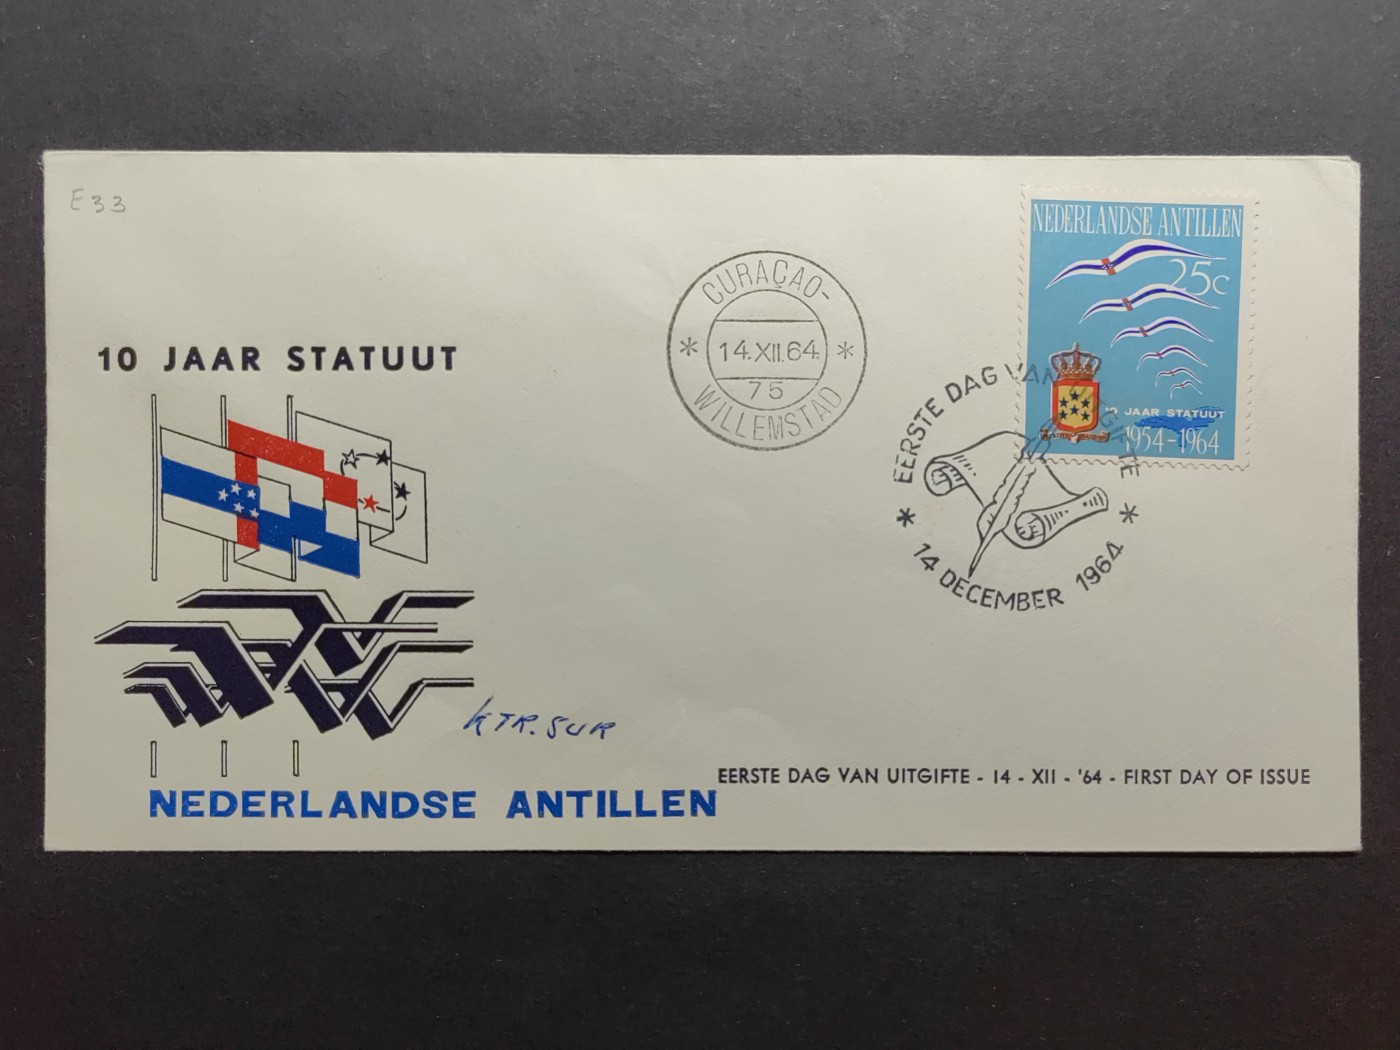 E33
NEDERLANDSE ANTILLEN
25c
10 JAAR STATUUT
1954-1964
CURAÇAO-
14.XII.64.
75
WILLEMSTAD
EERSTE DAG VAN UITGIFTE
14 DECEMBER 1964
10 JAAR STATUUT
KTR.SUR
EERSTE DAG VAN UITGIFTE - 14 - XII - '64 - FIRST DAY OF ISSUE
NEDERLANDSE ANTILLEN